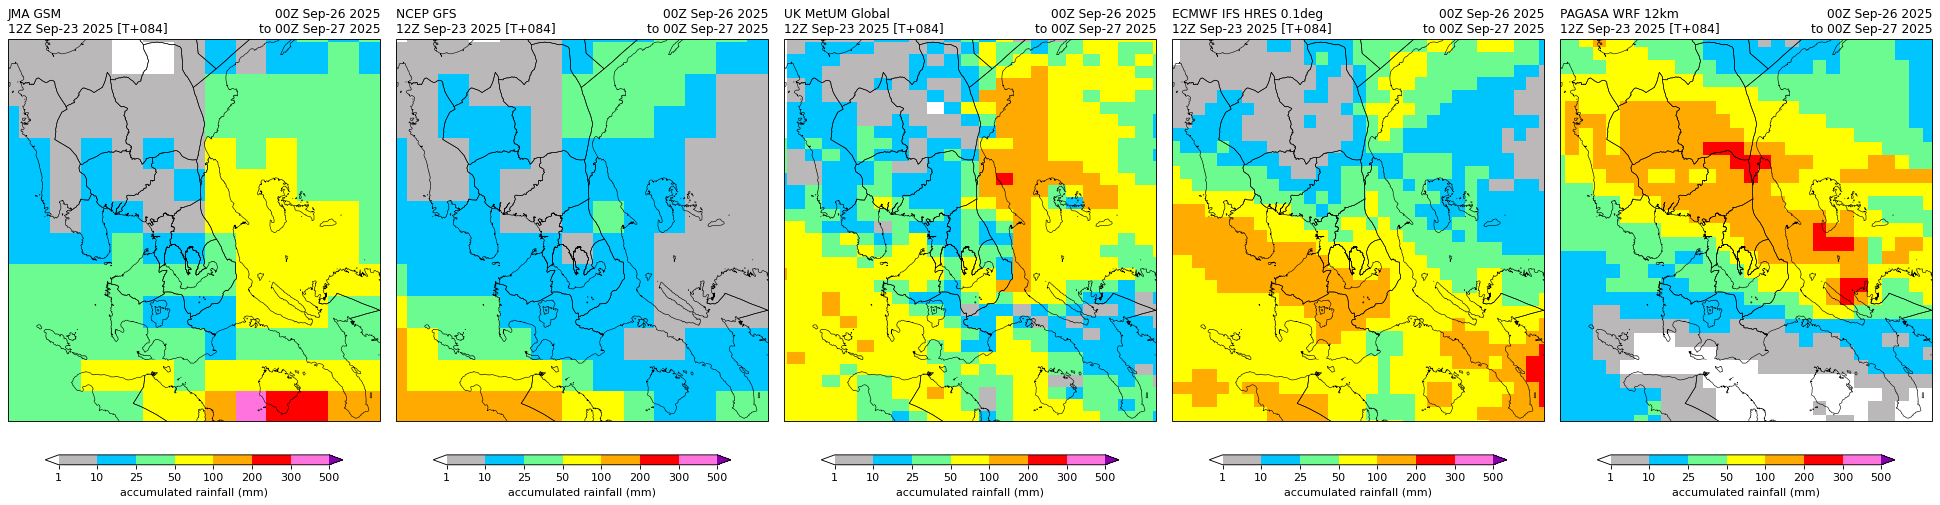 JMA GSM 00Z Sep-26 2025
12Z Sep-23 2025 [T+084] to 00Z Sep-27 2025
1 10 25 50 100 200 300 500
accumulated rainfall (mm)
NCEP GFS 00Z Sep-26 2025
12Z Sep-23 2025 [T+084] to 00Z Sep-27 2025
1 10 25 50 100 200 300 500
accumulated rainfall (mm)
UK MetUM Global 00Z Sep-26 2025
12Z Sep-23 2025 [T+084] to 00Z Sep-27 2025
1 10 25 50 100 200 300 500
accumulated rainfall (mm)
ECMWF IFS HRES 0.1deg 00Z Sep-26 2025
12Z Sep-23 2025 [T+084] to 00Z Sep-27 2025
1 10 25 50 100 200 300 500
accumulated rainfall (mm)
PAGASA WRF 12km 00Z Sep-26 2025
12Z Sep-23 2025 [T+084] to 00Z Sep-27 2025
1 10 25 50 100 200 300 500
accumulated rainfall (mm)